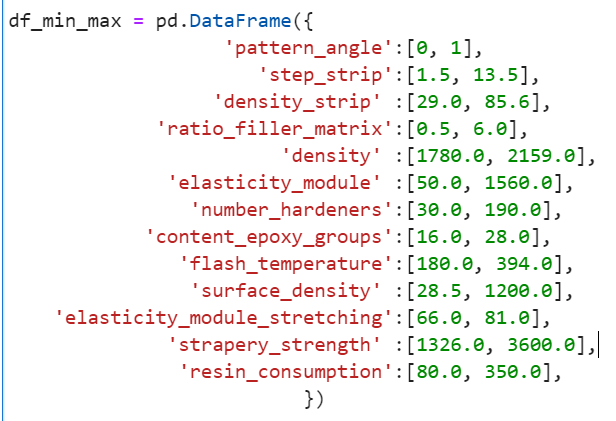 df_min_max = pd.DataFrame({
'pattern_angle':[0, 1],
'step_strip':[1.5, 13.5],
'density_strip' :[29.0, 85.6],
'ratio_filler_matrix':[0.5, 6.0],
'density' :[1780.0, 2159.0],
'elasticity_module' :[50.0, 1560.0],
'number_hardeners':[30.0, 190.0],
'content_epoxy_groups':[16.0, 28.0],
'flash_temperature':[180.0, 394.0],
'surface_density' :[28.5, 1200.0],
'elasticity_module_stretching':[66.0, 81.0],
'strapery_strength' :[1326.0, 3600.0],
'resin_consumption':[80.0, 350.0],
})